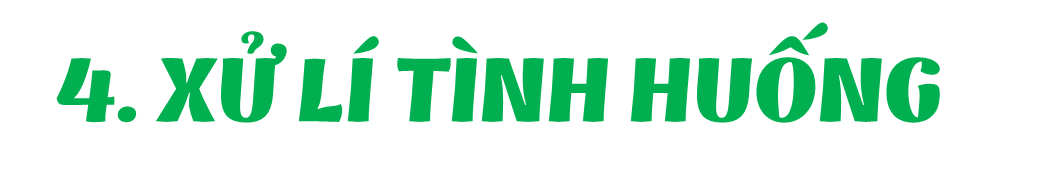 4. XỬ LÍ TÌNH HUỐNG